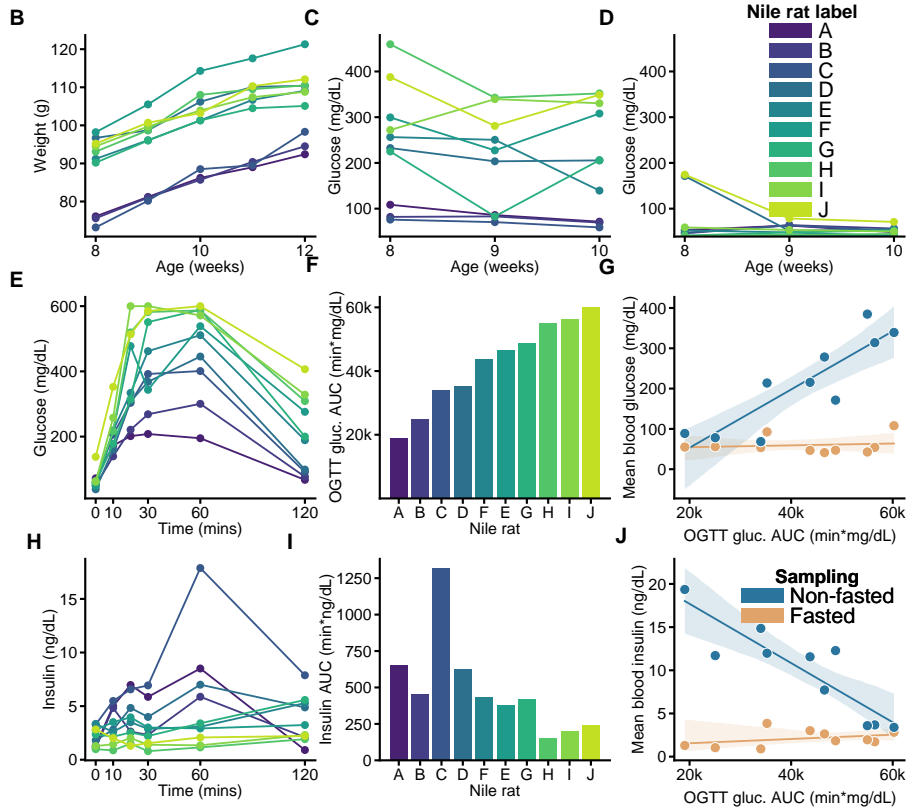 B
Weight (g)
120
110
100
90
80
8
10
12
Age (weeks)
C
Glucose (mg/dL)
400
300
200
100
8
9
10
Age (weeks)
D
Glucose (mg/dL)
400
300
200
100
8
9
10
Age (weeks)
Nile rat label
A
B
C
D
E
F
G
H
I
J
E
Glucose (mg/dL)
600
400
200
0 10 30 60 120
Time (mins)
F
OGTT gluc. AUC (min*mg/dL)
60k
40k
20k
A B C D F E G H I J
Nile rat
G
Mean blood glucose (mg/dL)
400
300
200
100
0
20k 40k 60k
OGTT gluc. AUC (min*mg/dL)
H
Insulin (ng/dL)
15
10
5
0
0 10 30 60 120
Time (mins)
I
Insulin AUC (min*ng/dL)
1250
1000
750
500
250
0
A B C D F E G H I J
Nile rat
J
Mean blood insulin (ng/dL)
20
15
10
5
0
Sampling
Non-fasted
Fasted
20k 40k 60k
OGTT gluc. AUC (min*mg/dL)